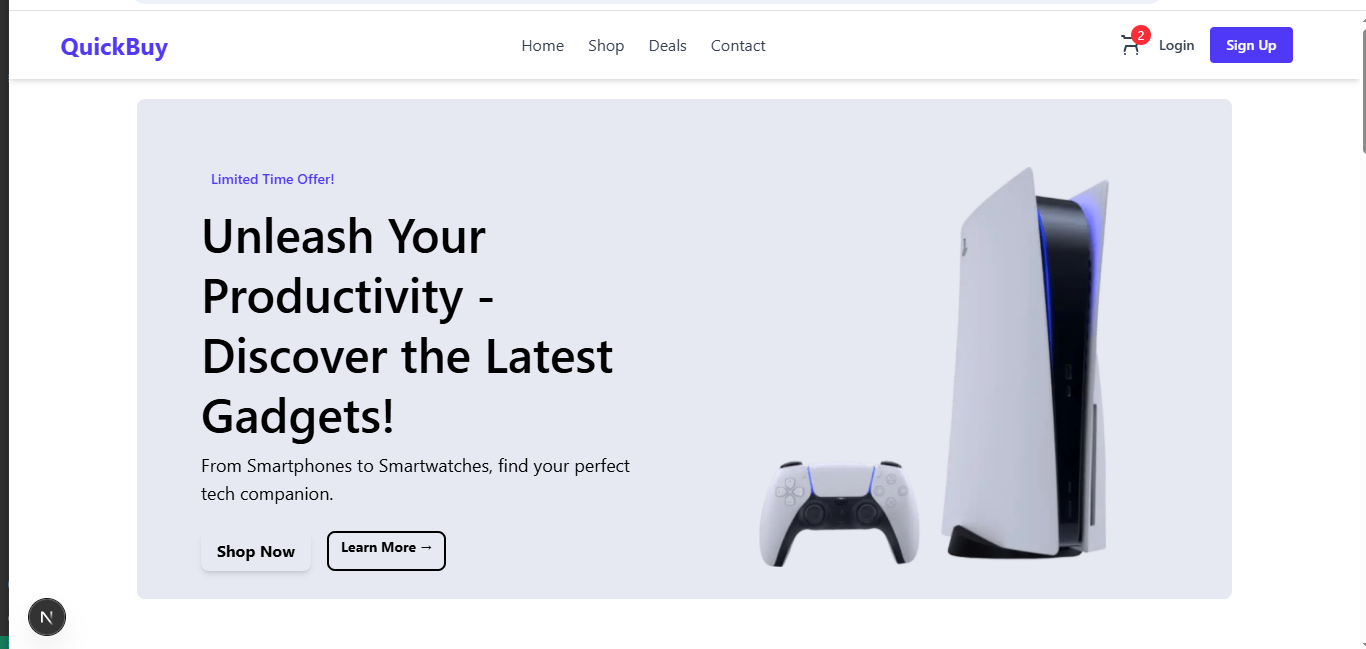 QuickBuy
Home Shop Deals Contact
2
Login
Sign Up
Limited Time Offer!
Unleash Your
Productivity -
Discover the Latest
Gadgets!
From Smartphones to Smartwatches, find your perfect
tech companion.
Shop Now
Learn More →
N